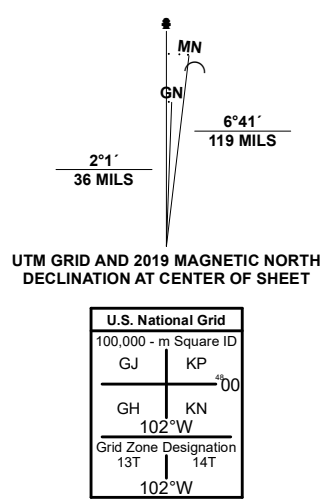 MN
GN
6°41´
119 MILS
2°1´
36 MILS
UTM GRID AND 2019 MAGNETIC NORTH
DECLINATION AT CENTER OF SHEET
U.S. National Grid
100,000 - m Square ID
GJ KP
4800
GH KN
102°W
Grid Zone Designation
13T 14T
102°W